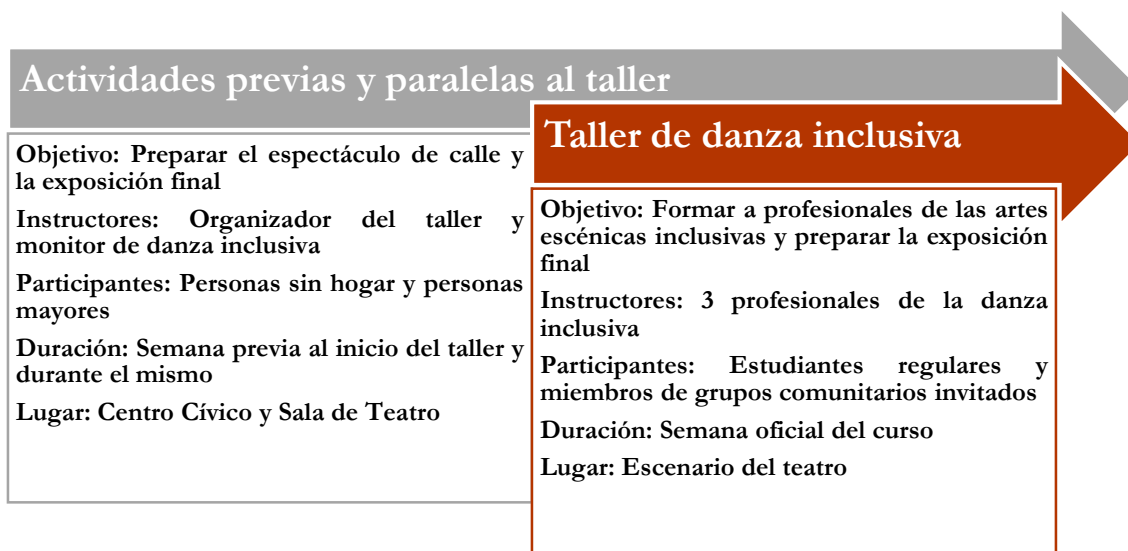 Actividades previas y paralelas al taller
Objetivo: Preparar el espectáculo de calle y
la exposición final
Instructores: Organizador del taller y
monitor de danza inclusiva
Participantes: Personas sin hogar y personas
mayores
Duración: Semana previa al inicio del taller y
durante el mismo
Lugar: Centro Cívico y Sala de Teatro
Taller de danza inclusiva
Objetivo: Formar a profesionales de las artes
escénicas inclusivas y preparar la exposición
final
Instructores: 3 profesionales de la danza
inclusiva
Participantes: Estudiantes regulares y
miembros de grupos comunitarios invitados
Duración: Semana oficial del curso
Lugar: Escenario del teatro